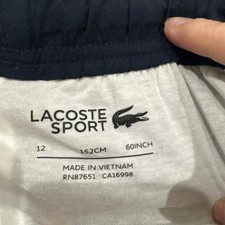 LACOSTE
SPORT
12 152CM 60INCH
MADE IN VIETNAM
RN87651 CA16998